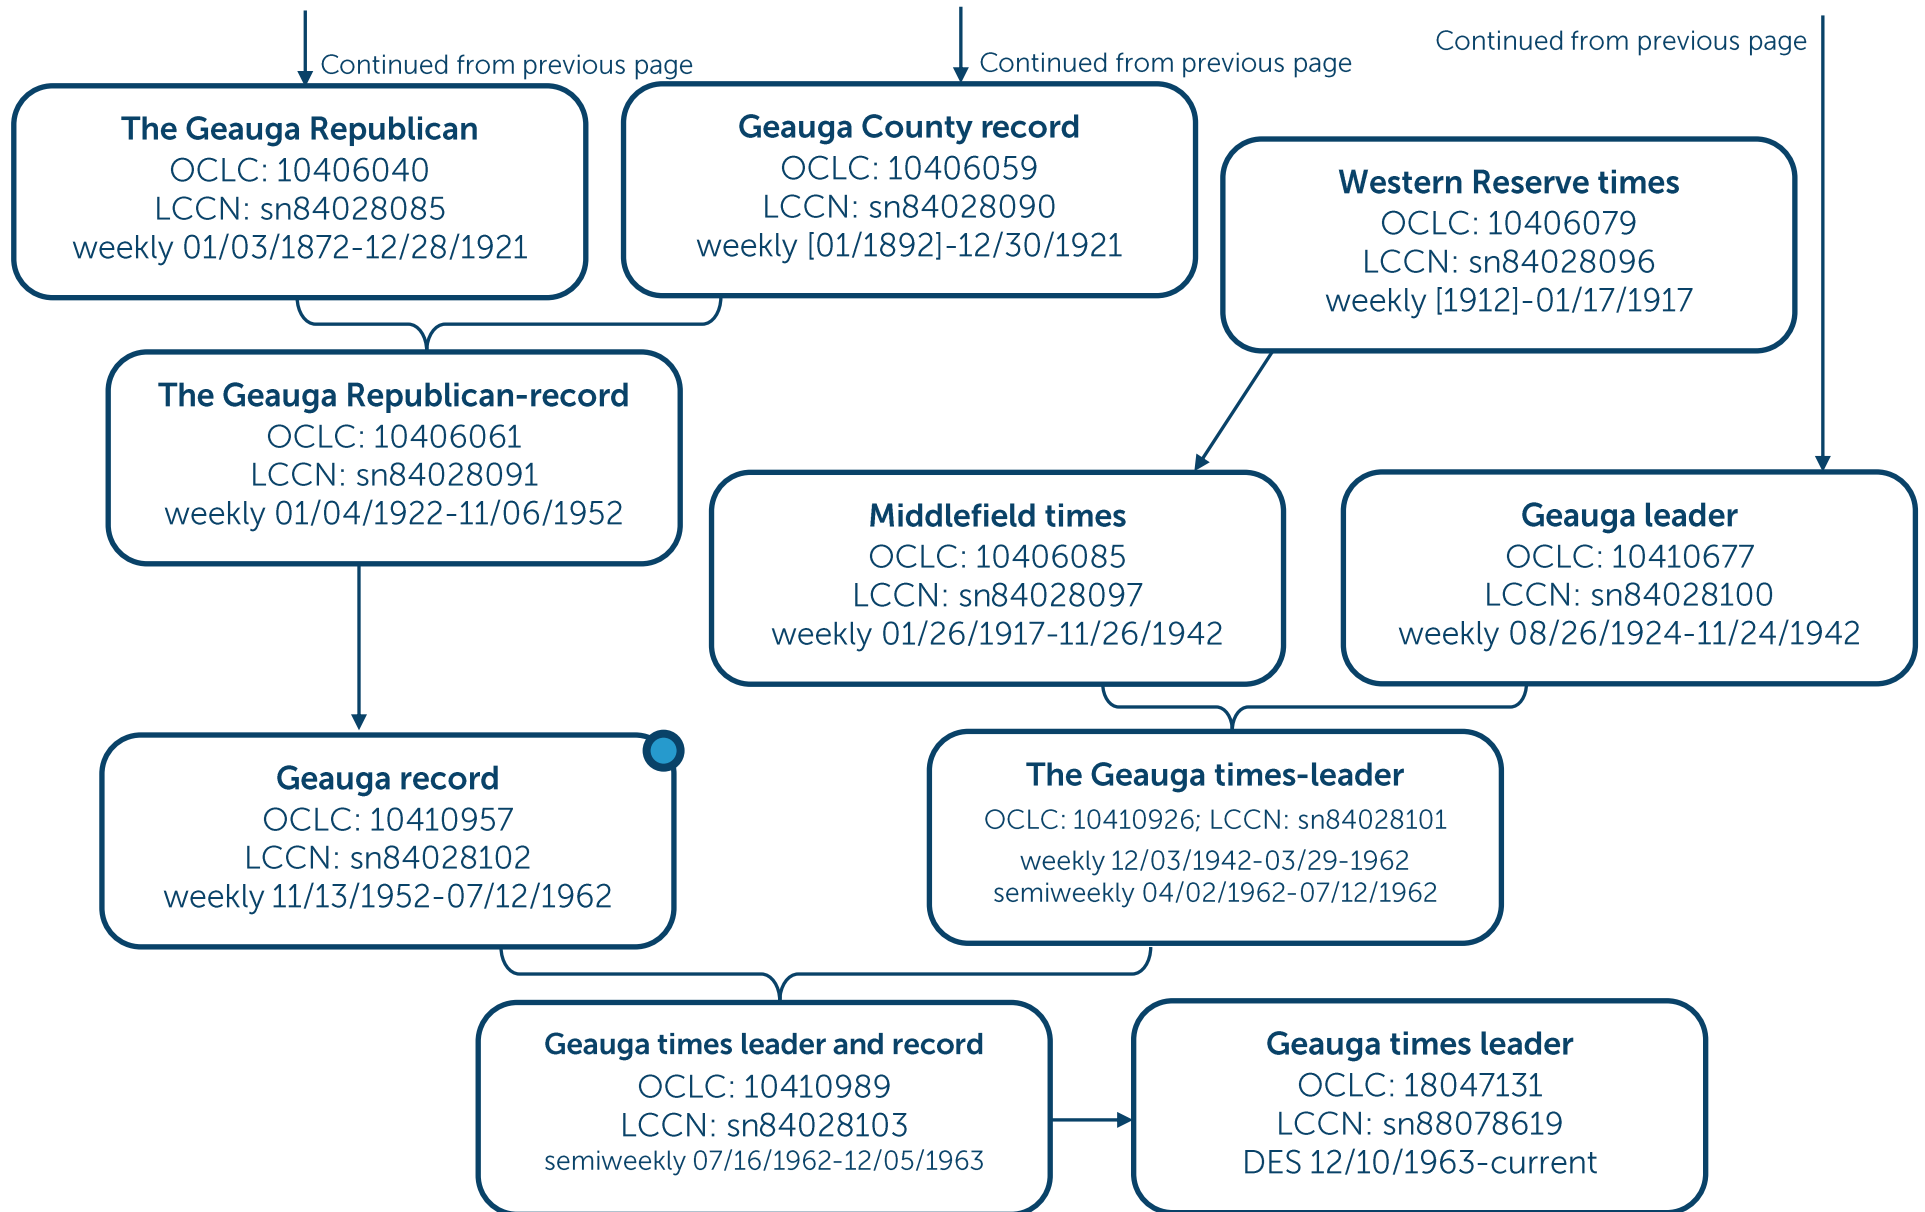 Continued from previous page
Continued from previous page
Continued from previous page
The Geauga Republican
OCLC: 10406040
LCCN: sn84028085
weekly 01/03/1872-12/28/1921
Geauga County record
OCLC: 10406059
LCCN: sn84028090
weekly [01/1892]-12/30/1921
Western Reserve times
OCLC: 10406079
LCCN: sn84028096
weekly [1912]-01/17/1917
The Geauga Republican-record
OCLC: 10406061
LCCN: sn84028091
weekly 01/04/1922-11/06/1952
Middlefield times
OCLC: 10406085
LCCN: sn84028097
weekly 01/26/1917-11/26/1942
Geauga leader
OCLC: 10410677
LCCN: sn84028100
weekly 08/26/1924-11/24/1942
Geauga record
OCLC: 10410957
LCCN: sn84028102
weekly 11/13/1952-07/12/1962
The Geauga times-leader
OCLC: 10410926; LCCN: sn84028101
weekly 12/03/1942-03/29-1962
semiweekly 04/02/1962-07/12/1962
Geauga times leader and record
OCLC: 10410989
LCCN: sn84028103
semiweekly 07/16/1962-12/05/1963
Geauga times leader
OCLC: 18047131
LCCN: sn88078619
DES 12/10/1963-current